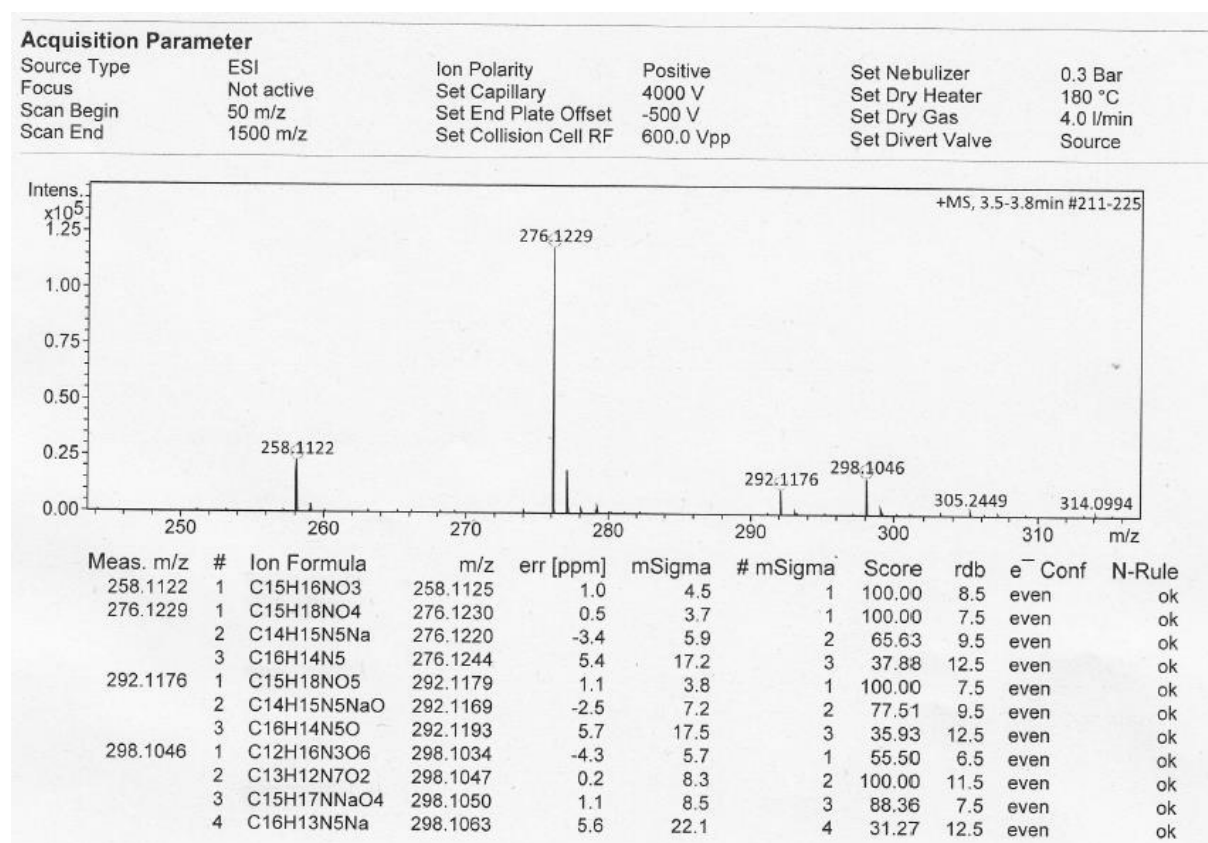 Acquisition Parameter
Source Type ESI Ion Polarity Positive Set Nebulizer 0.3 Bar
Focus Not active Set Capillary 4000 V Set Dry Heater 180 °C
Scan Begin 50 m/z Set End Plate Offset -500 V Set Dry Gas 4.0 l/min
Scan End 1500 m/z Set Collision Cell RF 600.0 Vpp Set Divert Valve Source
Intens.
x10^5
+MS, 3.5-3.8min #211-225
1.25
276.1229
1.00
0.75
0.50
0.25
258.1122
292.1176
298.1046
305.2449
314.0994
0.00
250 260 270 280 290 300 310 m/z
Meas. m/z # Ion Formula m/z err [ppm] mSigma # mSigma Score rdb e⁻ Conf N-Rule
258.1122 1 C15H16NO3 258.1125 1.0 4.5 1 100.00 8.5 even ok
276.1229 1 C15H18NO4 276.1230 0.5 3.7 1 100.00 7.5 even ok
2 C14H15N5Na 276.1220 -3.4 5.9 2 65.63 9.5 even ok
3 C16H14N5 276.1244 5.4 17.2 3 37.88 12.5 even ok
292.1176 1 C15H18NO5 292.1179 1.1 3.8 1 100.00 7.5 even ok
2 C14H15N5NaO 292.1169 -2.5 7.2 2 77.51 9.5 even ok
3 C16H14N5O 292.1193 5.7 17.5 3 35.93 12.5 even ok
298.1046 1 C12H16N3O6 298.1034 -4.3 5.7 1 55.50 6.5 even ok
2 C13H12N7O2 298.1047 0.2 8.3 2 100.00 11.5 even ok
3 C15H17NNaO4 298.1050 1.1 8.5 3 88.36 7.5 even ok
4 C16H13N5Na 298.1063 5.6 22.1 4 31.27 12.5 even ok